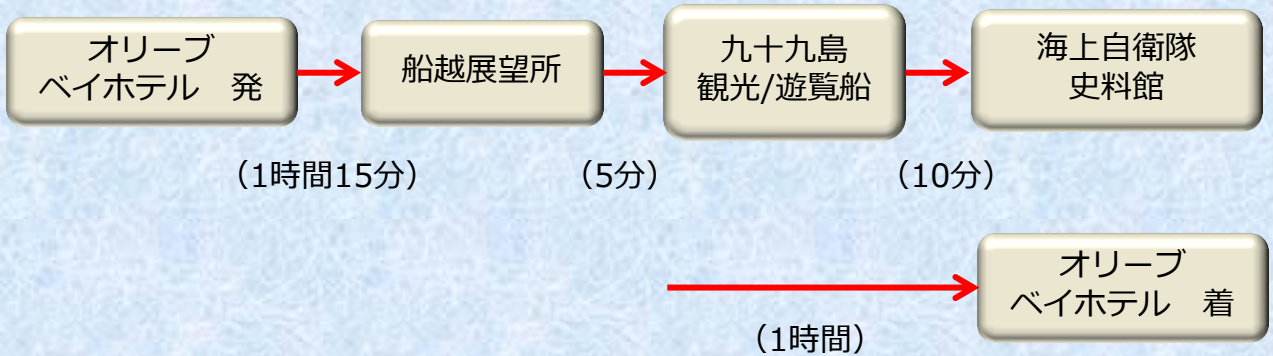 オリーブ
ベイホテル　発
船越展望所
九十九島
観光/遊覧船
海上自衛隊
史料館
（1時間15分）
（5分）
（10分）
オリーブ
ベイホテル　着
（1時間）